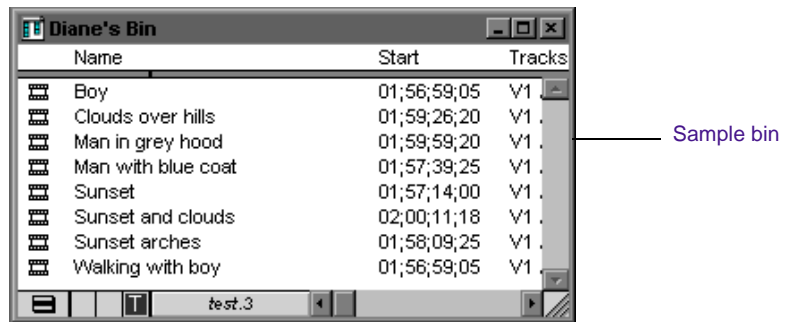 Diane's Bin
Name Start Tracks
Boy 01;56;59;05 V1
Clouds over hills 01;59;26;20 V1
Man in grey hood 01;59;59;20 V1
Man with blue coat 01;57;39;25 V1
Sunset 01;57;14;00 V1
Sunset and clouds 02;00;11;18 V1
Sunset arches 01;58;09;25 V1
Walking with boy 01;56;59;05 V1
T test.3
Sample bin